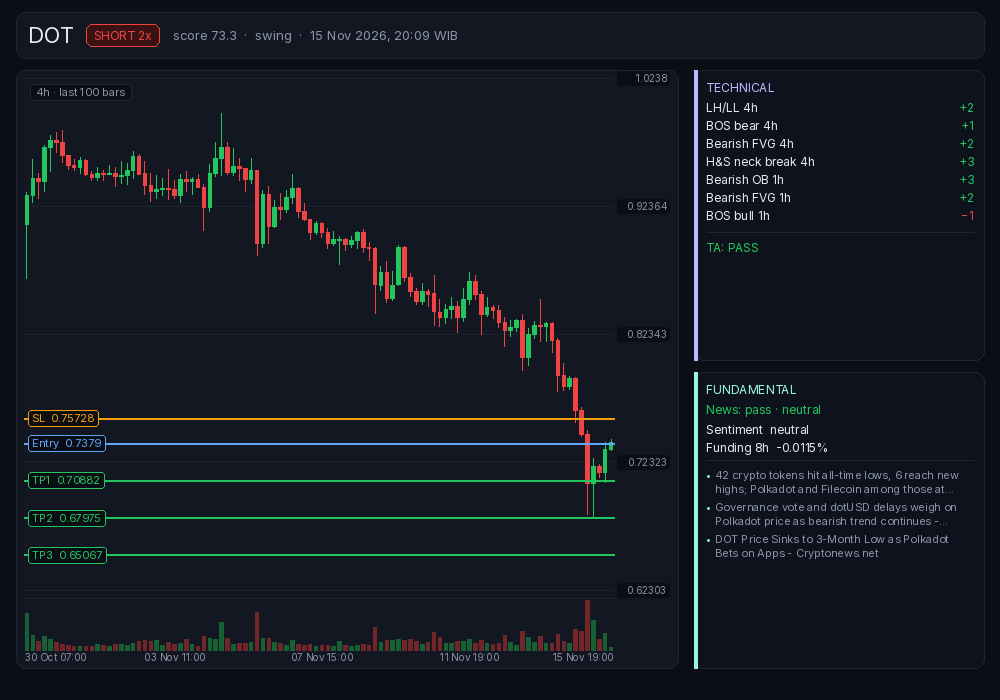 DOT SHORT 2x score 73.3 · swing · 15 Nov 2026, 20:09 WIB
4h · last 100 bars
1.0238
0.92364
0.82343
SL 0.75728
Entry 0.7379
0.72323
TP1 0.70882
TP2 0.67975
TP3 0.65067
0.62303
30 Oct 07:00 03 Nov 11:00 07 Nov 15:00 11 Nov 19:00 15 Nov 19:00
TECHNICAL
LH/LL 4h +2
BOS bear 4h +1
Bearish FVG 4h +2
H&S neck break 4h +3
Bearish OB 1h +3
Bearish FVG 1h +2
BOS bull 1h −1
TA: PASS
FUNDAMENTAL
News: pass · neutral
Sentiment neutral
Funding 8h -0.0115%
• 42 crypto tokens hit all-time lows, 6 reach new
highs; Polkadot and Filecoin among those at…
• Governance vote and dotUSD delays weigh on
Polkadot price as bearish trend continues -…
• DOT Price Sinks to 3-Month Low as Polkadot
Bets on Apps - Cryptonews.net